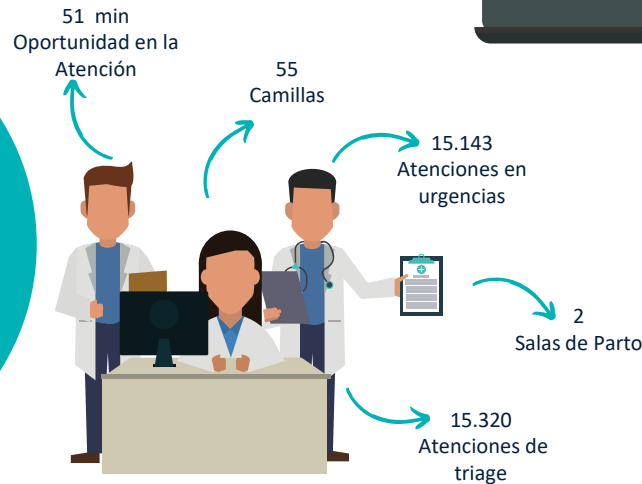 51 min
Oportunidad en la
Atención
55
Camillas
15.143
Atenciones en
urgencias
2
Salas de Parto
15.320
Atenciones de
triage